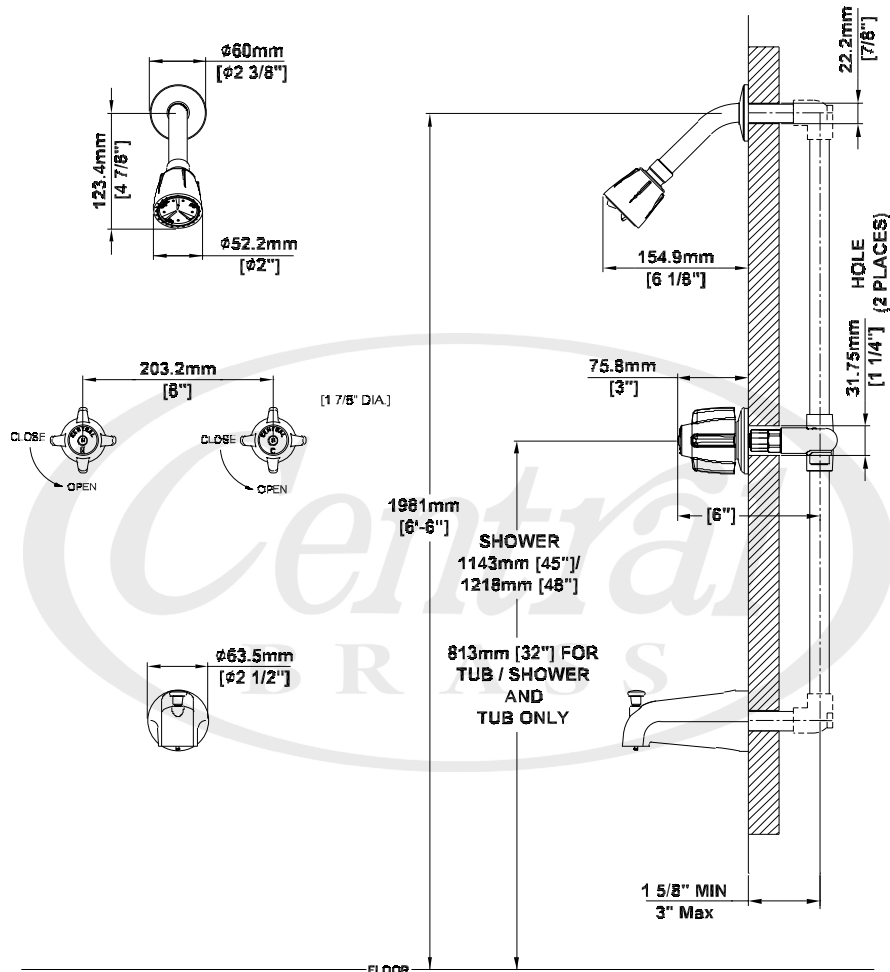 Ø60mm
[Ø2 3/8"]
22.2mm
[7/8"]
123.4mm
[4 7/8"]
Ø52.2mm
[Ø2"]
154.9mm
[6 1/8"]
HOLE
(2 PLACES)
31.75mm
[1 1/4"]
203.2mm
[8"]
[1 7/8" DIA.]
75.8mm
[3"]
CLOSE
OPEN
CENTRAL
H
CLOSE
OPEN
CENTRAL
C
1981mm
[6'-6"]
[6"]
SHOWER
1143mm [45"]/
1218mm [48"]
Central
BRASS
Ø63.5mm
[Ø2 1/2"]
813mm [32"] FOR
TUB / SHOWER
AND
TUB ONLY
1 5/8" MIN
3" Max
FLOOR